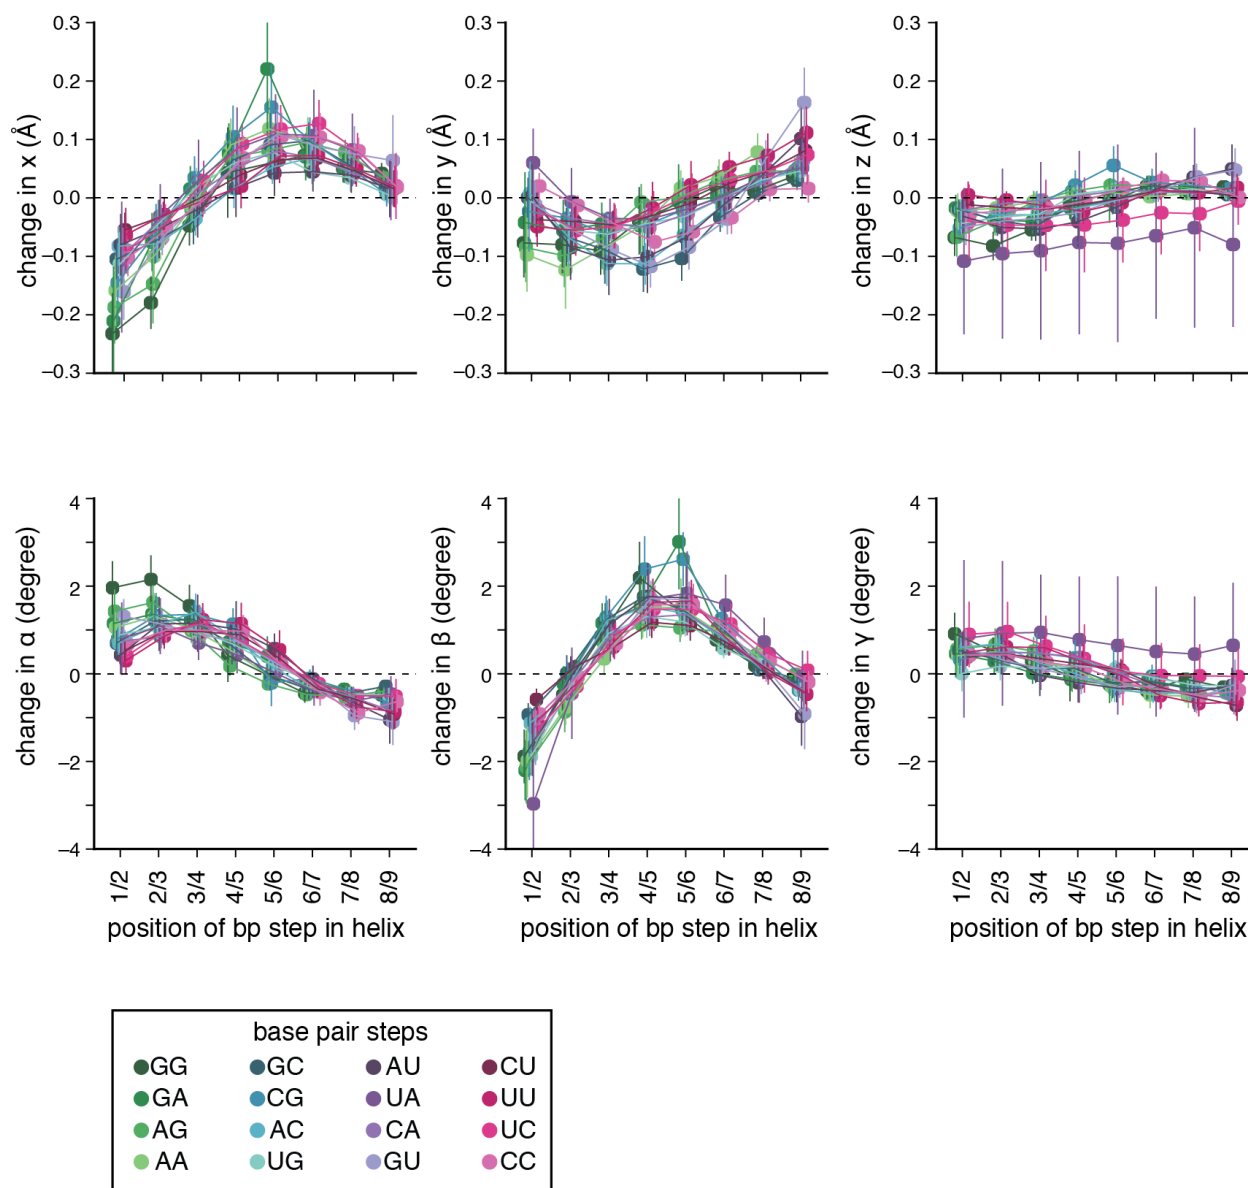 change in x (Å)
0.3
0.2
0.1
0.0
–0.1
–0.2
–0.3
change in y (Å)
0.3
0.2
0.1
0.0
–0.1
–0.2
–0.3
change in z (Å)
0.3
0.2
0.1
0.0
–0.1
–0.2
–0.3
change in α (degree)
4
2
0
–2
–4
1/2 2/3 3/4 4/5 5/6 6/7 7/8 8/9
position of bp step in helix
change in β (degree)
4
2
0
–2
–4
1/2 2/3 3/4 4/5 5/6 6/7 7/8 8/9
position of bp step in helix
change in γ (degree)
4
2
0
–2
–4
1/2 2/3 3/4 4/5 5/6 6/7 7/8 8/9
position of bp step in helix
base pair steps
GG GC AU CU
GA CG UA UU
AG AC CA UC
AA UG GU CC